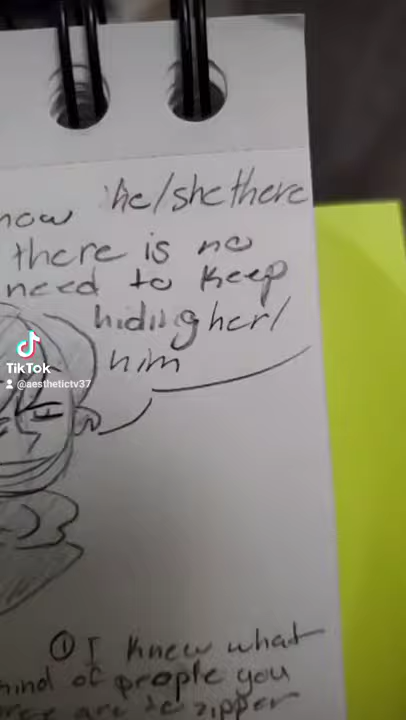 now he/she there
there is no
need to keep
hiding her/
him
TikTok
@aesthetictv37
① I knew what
kind of people you
are